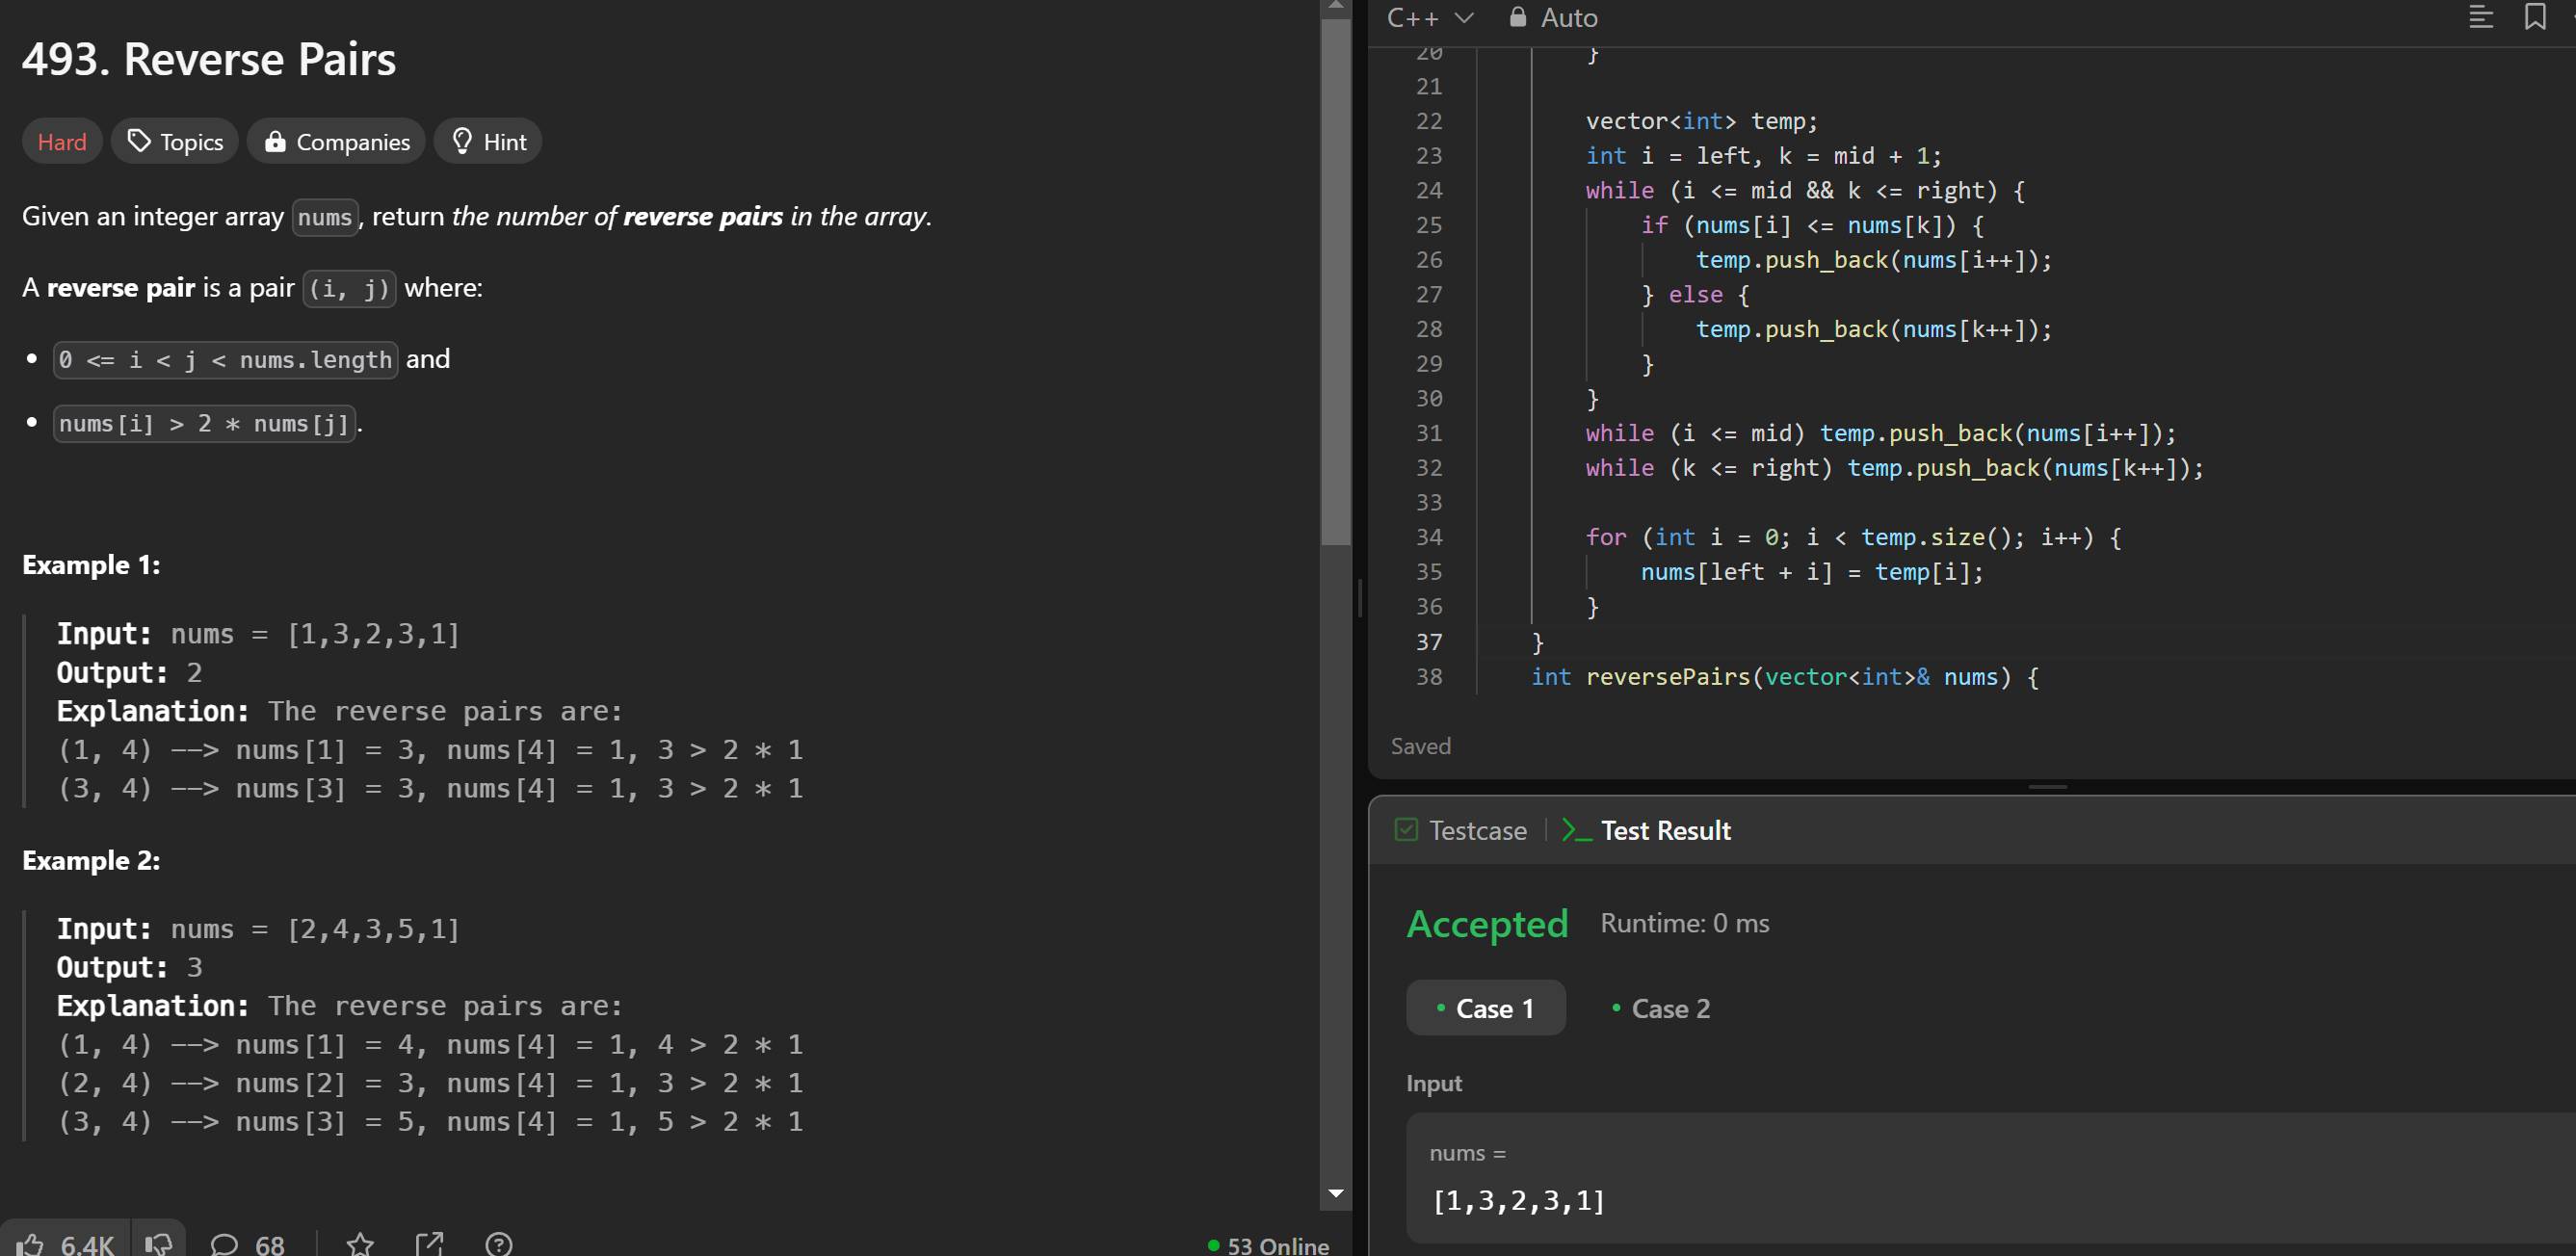 493. Reverse Pairs
Hard Topics Companies Hint
Given an integer array nums, return the number of reverse pairs in the array.
A reverse pair is a pair (i, j) where:
• 0 <= i < j < nums.length and
• nums[i] > 2 * nums[j].
Example 1:
Input: nums = [1,3,2,3,1]
Output: 2
Explanation: The reverse pairs are:
(1, 4) --> nums[1] = 3, nums[4] = 1, 3 > 2 * 1
(3, 4) --> nums[3] = 3, nums[4] = 1, 3 > 2 * 1
Example 2:
Input: nums = [2,4,3,5,1]
Output: 3
Explanation: The reverse pairs are:
(1, 4) --> nums[1] = 4, nums[4] = 1, 4 > 2 * 1
(2, 4) --> nums[2] = 3, nums[4] = 1, 3 > 2 * 1
(3, 4) --> nums[3] = 5, nums[4] = 1, 5 > 2 * 1
6.4K 68 53 Online
C++ Auto
20 }
21
22 vector<int> temp;
23 int i = left, k = mid + 1;
24 while (i <= mid && k <= right) {
25 if (nums[i] <= nums[k]) {
26 temp.push_back(nums[i++]);
27 } else {
28 temp.push_back(nums[k++]);
29 }
30 }
31 while (i <= mid) temp.push_back(nums[i++]);
32 while (k <= right) temp.push_back(nums[k++]);
33
34 for (int i = 0; i < temp.size(); i++) {
35 nums[left + i] = temp[i];
36 }
37 }
38 int reversePairs(vector<int>& nums) {
Saved
Testcase Test Result
Accepted Runtime: 0 ms
• Case 1 • Case 2
Input
nums =
[1,3,2,3,1]